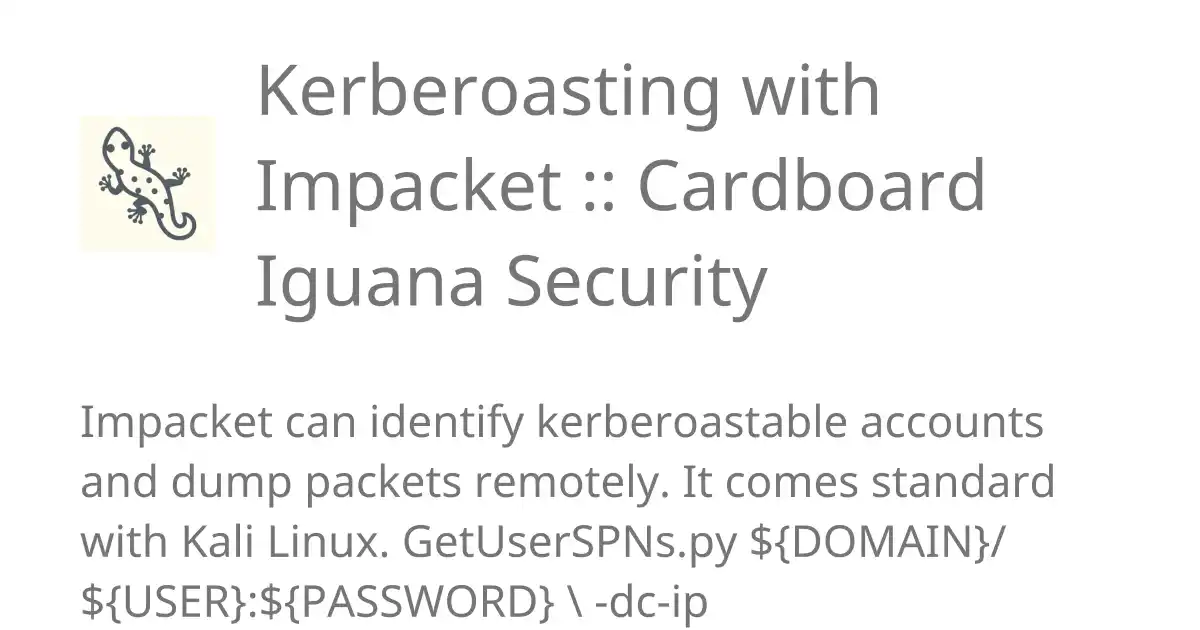 Kerberoasting with
Impacket :: Cardboard
Iguana Security
Impacket can identify kerberoastable accounts
and dump packets remotely. It comes standard
with Kali Linux. GetUserSPNs.py ${DOMAIN}/
${USER}:${PASSWORD} \ -dc-ip